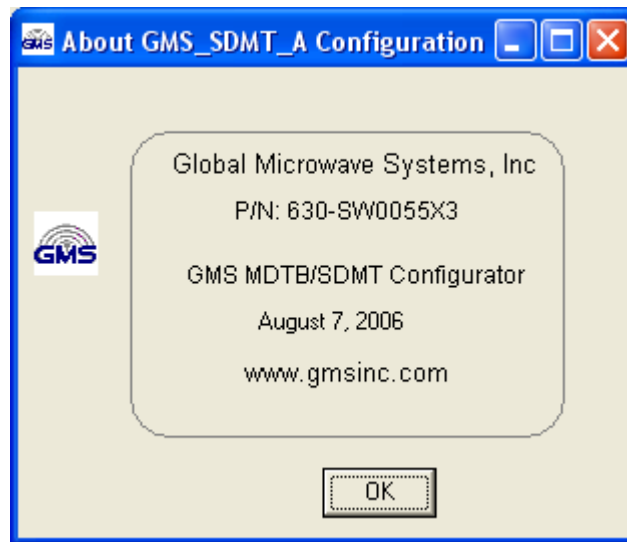 GMS About GMS_SDMT_A Configuration
Global Microwave Systems, Inc
P/N: 630-SW0055X3
GMS
GMS MDTB/SDMT Configurator
August 7, 2006
www.gmsinc.com
OK